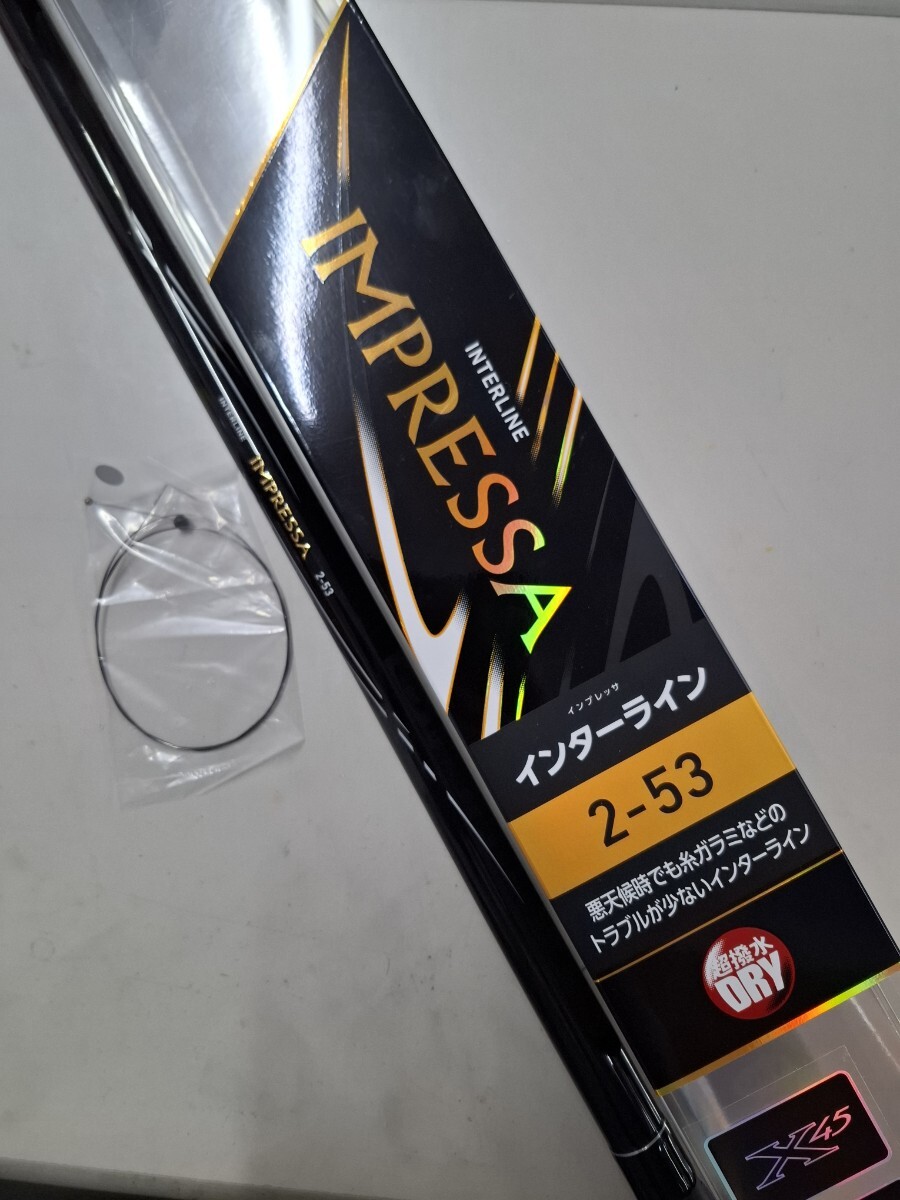 IMPRESSA
INTERLINE
インプレッサ
インターライン
2-53
悪天候時でも糸ガラミなどの
トラブルが少ないインターライン
超撥水
DRY
X45
INTERLINE
IMPRESSA
2-53